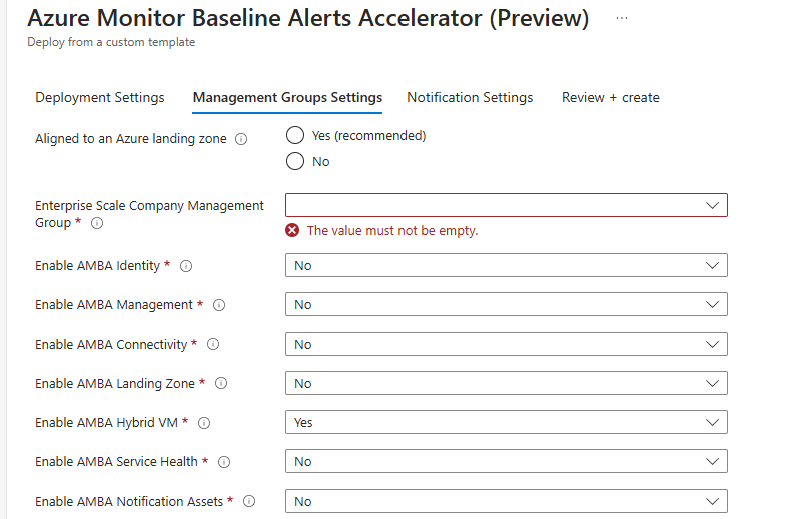 Azure Monitor Baseline Alerts Accelerator (Preview) ...
Deploy from a custom template
Deployment Settings Management Groups Settings Notification Settings Review + create
Aligned to an Azure landing zone Yes (recommended)
No
Enterprise Scale Company Management
Group *
The value must not be empty.
Enable AMBA Identity * No
Enable AMBA Management * No
Enable AMBA Connectivity * No
Enable AMBA Landing Zone * No
Enable AMBA Hybrid VM * Yes
Enable AMBA Service Health * No
Enable AMBA Notification Assets * No